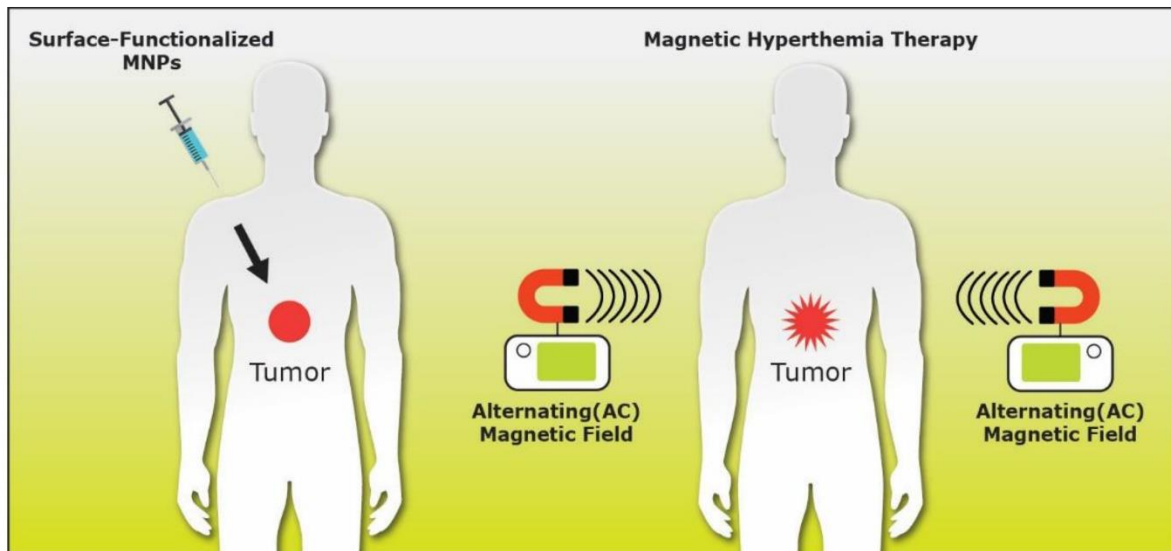 Surface-Functionalized
MNPs
Magnetic Hyperthemia Therapy
Tumor
Alternating(AC)
Magnetic Field
Tumor
Alternating(AC)
Magnetic Field